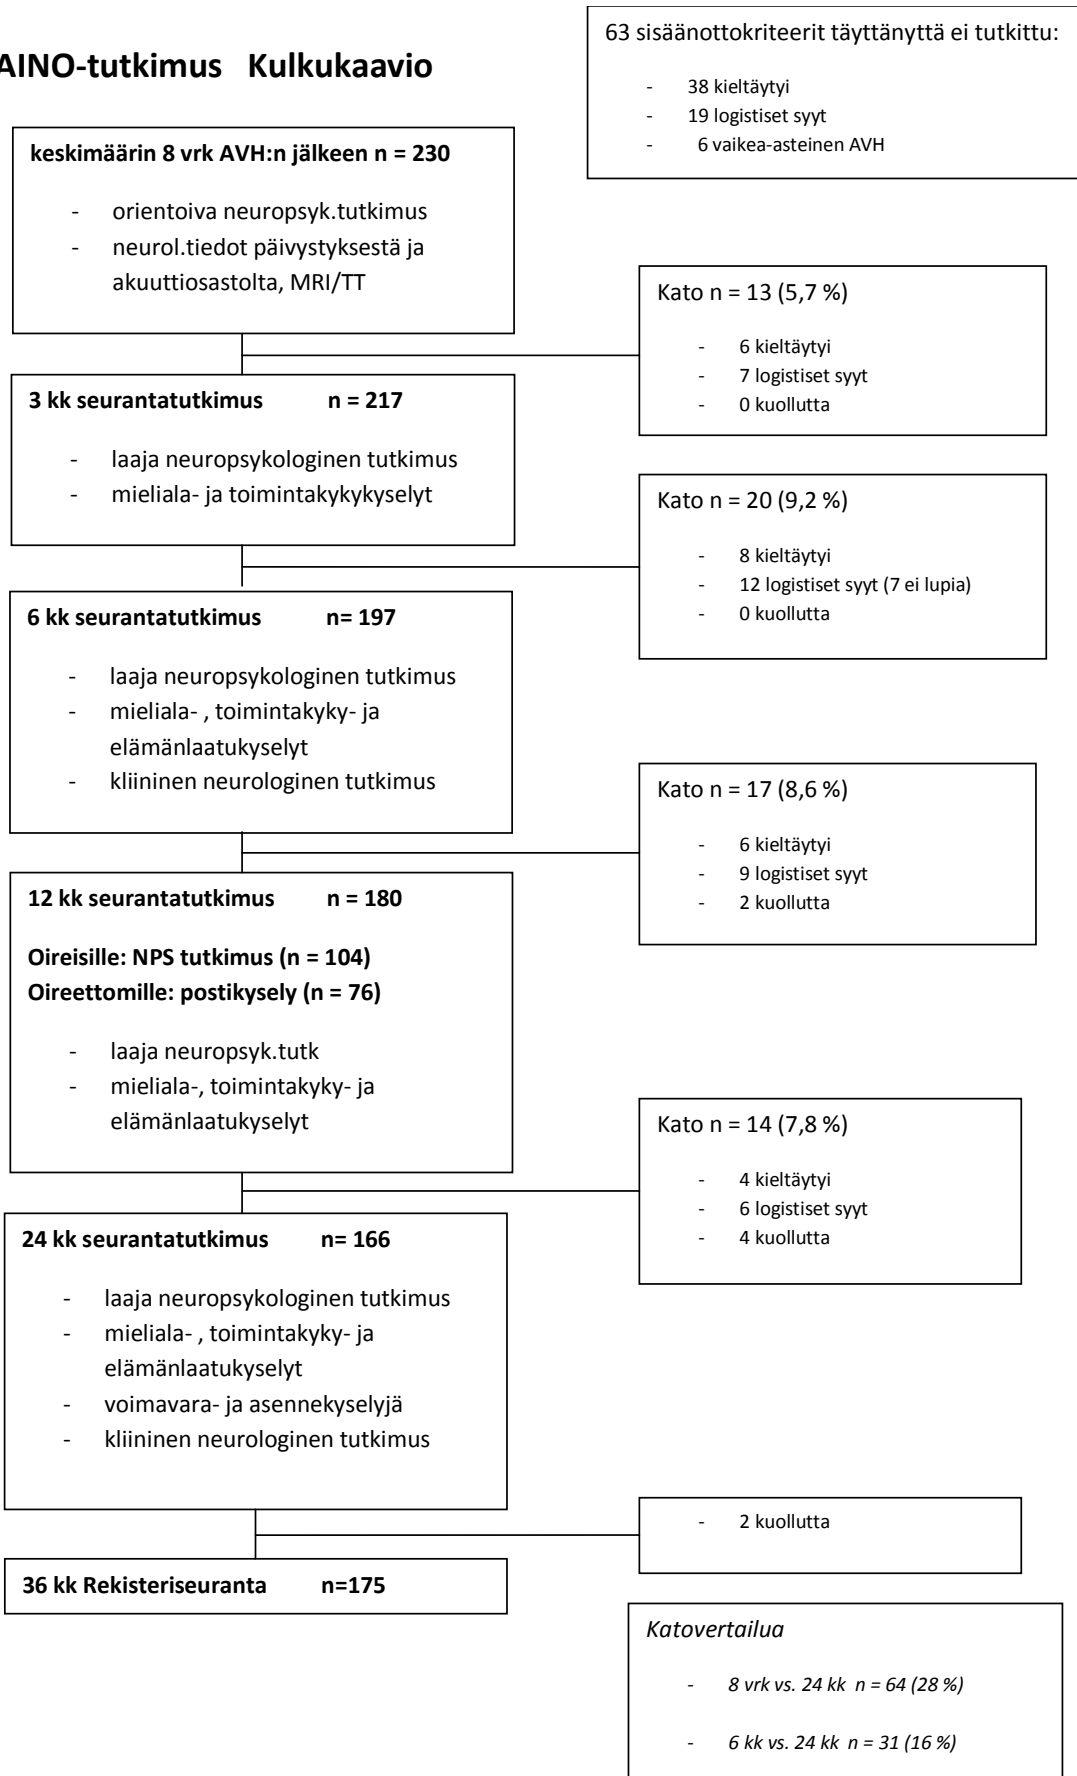 AINO-tutkimus   Kulkukaavio
63 sisäänottokriteerit täyttänyttä ei tutkittu:
- 38 kieltäytyi
- 19 logistiset syyt
- 6 vaikea-asteinen AVH
keskimäärin 8 vrk AVH:n jälkeen n = 230
- orientoiva neuropsyk.tutkimus
- neurol.tiedot päivystyksestä ja
akuuttiosastolta, MRI/TT
Kato n = 13 (5,7 %)
- 6 kieltäytyi
- 7 logistiset syyt
- 0 kuollutta
3 kk seurantatutkimus n = 217
- laaja neuropsykologinen tutkimus
- mieliala- ja toimintakykykyselyt
Kato n = 20 (9,2 %)
- 8 kieltäytyi
- 12 logistiset syyt (7 ei lupia)
- 0 kuollutta
6 kk seurantatutkimus n= 197
- laaja neuropsykologinen tutkimus
- mieliala- , toimintakyky- ja
elämänlaatukyselyt
- kliininen neurologinen tutkimus
Kato n = 17 (8,6 %)
- 6 kieltäytyi
- 9 logistiset syyt
- 2 kuollutta
12 kk seurantatutkimus n = 180
Oireisille: NPS tutkimus (n = 104)
Oireettomille: postikysely (n = 76)
- laaja neuropsyk.tutk
- mieliala-, toimintakyky- ja
elämänlaatukyselyt
Kato n = 14 (7,8 %)
- 4 kieltäytyi
- 6 logistiset syyt
- 4 kuollutta
24 kk seurantatutkimus n= 166
- laaja neuropsykologinen tutkimus
- mieliala- , toimintakyky- ja
elämänlaatukyselyt
- voimavara- ja asennekyselyjä
- kliininen neurologinen tutkimus
- 2 kuollutta
36 kk Rekisteriseuranta n=175
Katovertailua
- 8 vrk vs. 24 kk n = 64 (28 %)
- 6 kk vs. 24 kk n = 31 (16 %)